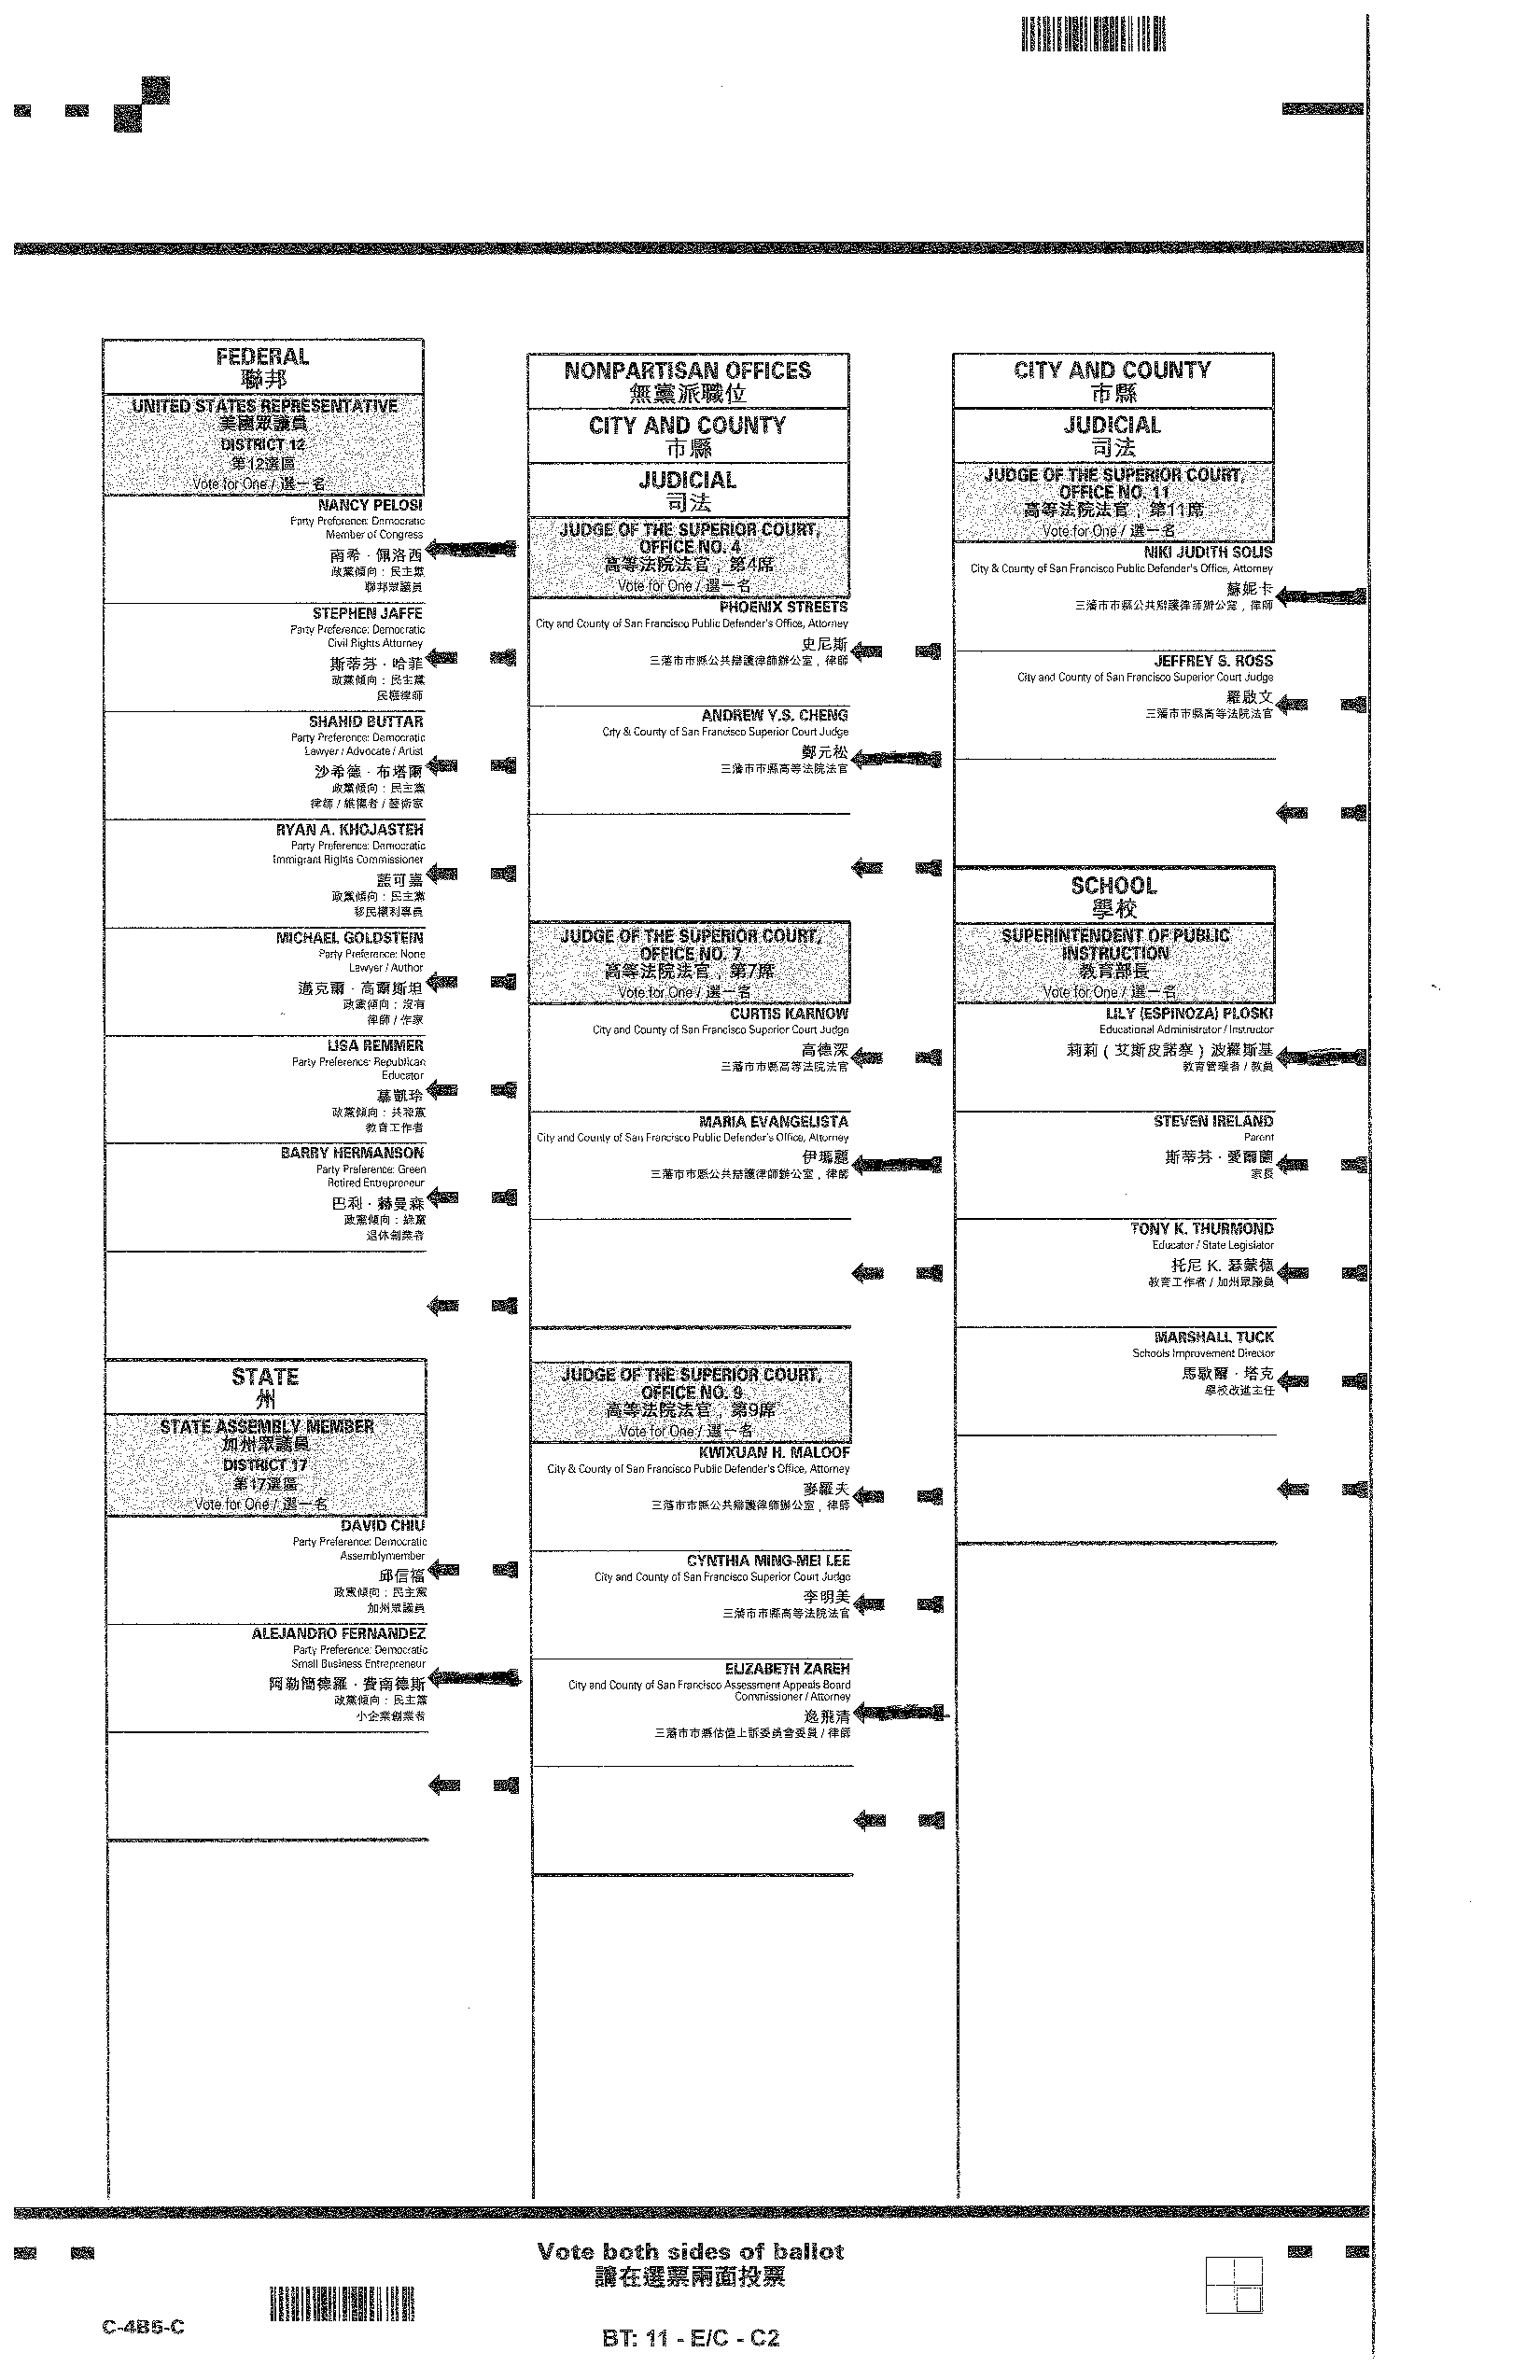 FEDERAL
聯邦
UNITED STATES REPRESENTATIVE
美國眾議員
DISTRICT 12
第12選區
Vote for One / 選一名
NANCY PELOSI
Party Preference: Democratic
Member of Congress
南希 · 佩洛西
政黨傾向 : 民主黨
聯邦眾議員
STEPHEN JAFFE
Party Preference: Democratic
Civil Rights Attorney
斯蒂芬 · 哈菲
政黨傾向 : 民主黨
民權律師
SHAHID BUTTAR
Party Preference: Democratic
Lawyer / Advocate / Artist
沙希德 · 布塔爾
政黨傾向 : 民主黨
律師 / 維權者 / 藝術家
RYAN A. KHOJASTEH
Party Preference: Democratic
Immigrant Rights Commissioner
藍可嘉
政黨傾向 : 民主黨
移民權利專員
MICHAEL GOLDSTEIN
Party Preference: None
Lawyer / Author
邁克爾 · 高爾斯坦
政黨傾向 : 沒有
律師 / 作家
LISA REMMER
Party Preference: Republican
Educator
慕凱玲
政黨傾向 : 共和黨
教育工作者
BARRY HERMANSON
Party Preference: Green
Retired Entrepreneur
巴利 · 赫曼森
政黨傾向 : 綠黨
退休創業者
STATE
州
STATE ASSEMBLY MEMBER
加州眾議員
DISTRICT 17
第17選區
Vote for One / 選一名
DAVID CHIU
Party Preference: Democratic
Assemblymember
邱信福
政黨傾向 : 民主黨
加州眾議員
ALEJANDRO FERNANDEZ
Party Preference: Democratic
Small Business Entrepreneur
阿勒簡德羅 · 費南德斯
政黨傾向 : 民主黨
小企業創業者
NONPARTISAN OFFICES
無黨派職位
CITY AND COUNTY
市縣
JUDICIAL
司法
JUDGE OF THE SUPERIOR COURT,
OFFICE NO. 4
高等法院法官 , 第4席
Vote for One / 選一名
PHOENIX STREETS
City and County of San Francisco Public Defender's Office, Attorney
史尼斯
三藩市市縣公共辯護律師辦公室 , 律師
ANDREW Y.S. CHENG
City & County of San Francisco Superior Court Judge
鄭元松
三藩市市縣高等法院法官
JUDGE OF THE SUPERIOR COURT,
OFFICE NO. 7
高等法院法官 , 第7席
Vote for One / 選一名
CURTIS KARNOW
City and County of San Francisco Superior Court Judge
高德深
三藩市市縣高等法院法官
MARIA EVANGELISTA
City and County of San Francisco Public Defender's Office, Attorney
伊瑪麗
三藩市市縣公共辯護律師辦公室 , 律師
JUDGE OF THE SUPERIOR COURT,
OFFICE NO. 9
高等法院法官 , 第9席
Vote for One / 選一名
KWIXUAN H. MALOOF
City & County of San Francisco Public Defender's Office, Attorney
麥羅夫
三藩市市縣公共辯護律師辦公室 , 律師
CYNTHIA MING-MEI LEE
City and County of San Francisco Superior Court Judge
李明美
三藩市市縣高等法院法官
ELIZABETH ZAREH
City and County of San Francisco Assessment Appeals Board
Commissioner / Attorney
逸飛清
三藩市市縣估值上訴委員會委員 / 律師
CITY AND COUNTY
市縣
JUDICIAL
司法
JUDGE OF THE SUPERIOR COURT,
OFFICE NO. 11
高等法院法官 , 第11席
Vote for One / 選一名
NIKI JUDITH SOLIS
City & County of San Francisco Public Defender's Office, Attorney
蘇妮卡
三藩市市縣公共辯護律師辦公室 , 律師
JEFFREY S. ROSS
City and County of San Francisco Superior Court Judge
羅啟文
三藩市市縣高等法院法官
SCHOOL
學校
SUPERINTENDENT OF PUBLIC
INSTRUCTION
教育部長
Vote for One / 選一名
LILY (ESPINOZA) PLOSKI
Educational Administrator / Instructor
莉莉 ( 艾斯皮諾察 ) 波羅斯基
教育管理者 / 教員
STEVEN IRELAND
Parent
斯蒂芬 · 愛爾蘭
家長
TONY K. THURMOND
Educator / State Legislator
托尼 K. 瑟蒙德
教育工作者 / 加州眾議員
MARSHALL TUCK
Schools Improvement Director
馬歇爾 · 塔克
學校改進主任
Vote both sides of ballot
請在選票兩面投票
C-4B5-C
BT: 11 - E/C - C2